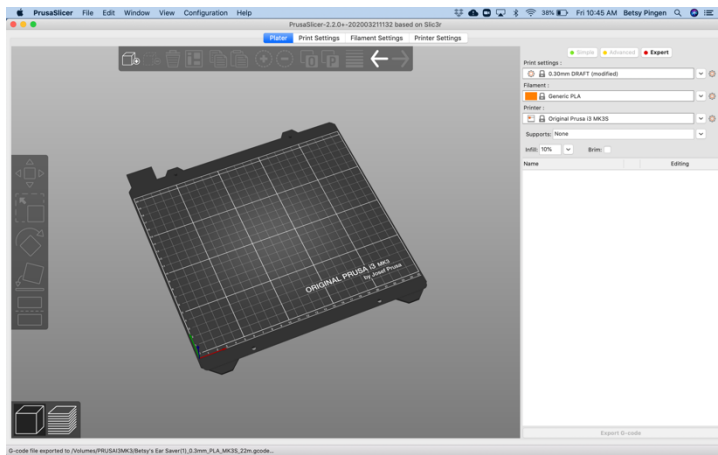 PrusaSlicer File Edit Window View Configuration Help 38% Fri 10:45 AM Betsy Pingen
PrusaSlicer-2.2.0+-202003211132 based on Slic3r
Plater Print Settings Filament Settings Printer Settings
Simple Advanced Expert
Print settings :
0.30mm DRAFT (modified)
Filament :
Generic PLA
Printer :
Original Prusa i3 MK3S
Supports: None
Infill: 10% Brim:
Name Editing
ORIGINAL PRUSA i3 MK3
by Josef Prusa
Export G-code
G-code file exported to /Volumes/PRUSAI3MK3/Betsy's Ear Saver(1)_0.3mm_PLA_MK3S_22m.gcode...